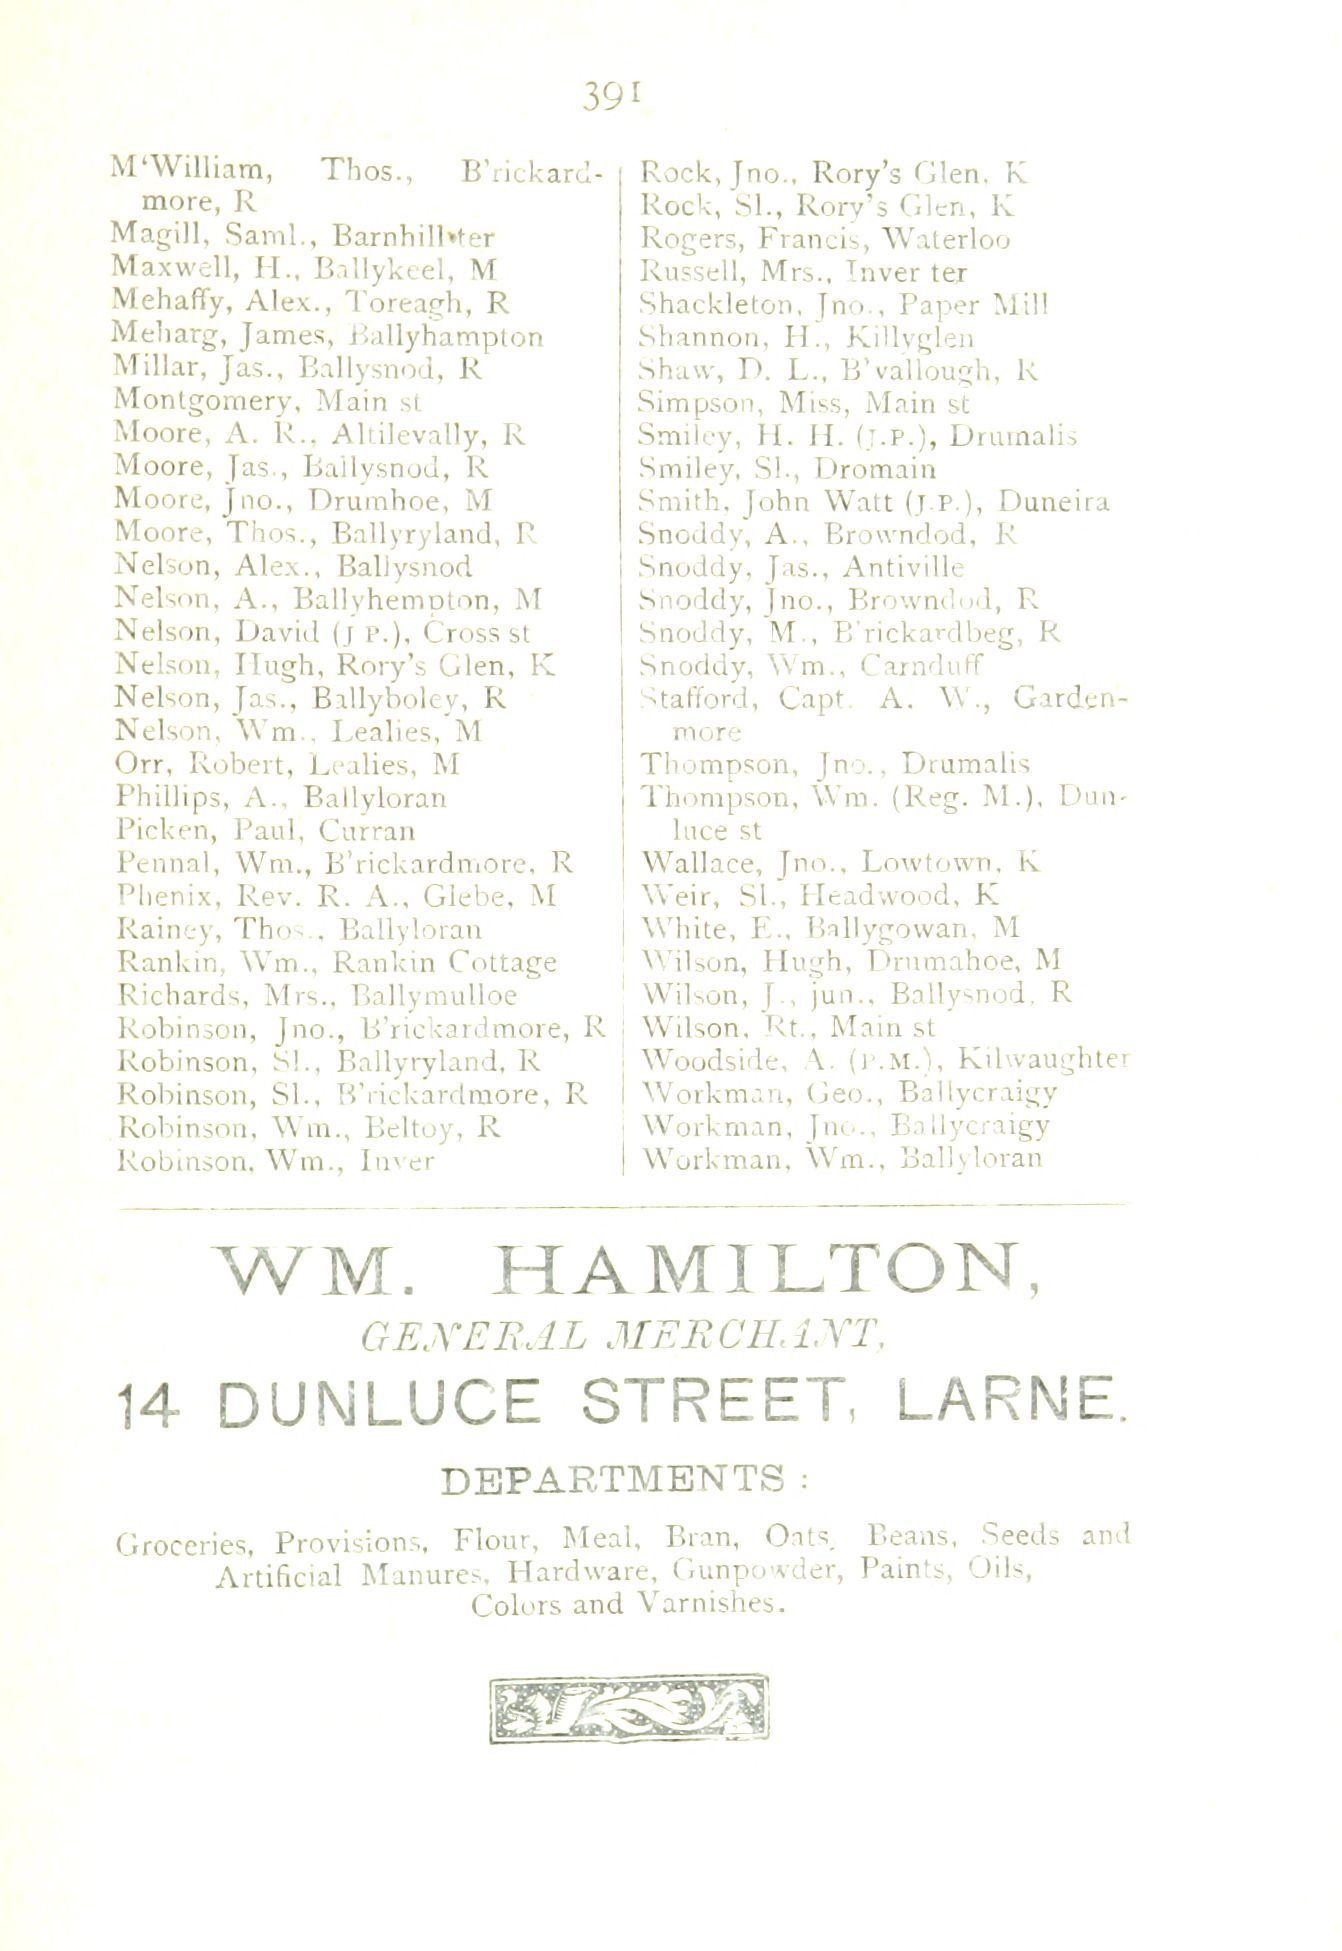 391
M'William, Thos., B'rickard-
more, R
Magill, Saml., Barnhill ter
Maxwell, H., Ballykeel, M
Mehaffy, Alex., Toreagh, R
Meharg, James, Ballyhampton
Millar, Jas., Ballysnod, R
Montgomery, Main st
Moore, A. R., Altilevally, R
Moore, Jas., Ballysnod, R
Moore, Jno., Drumhoe, M
Moore, Thos., Ballyryland, R
Nelson, Alex., Ballysnod
Nelson, A., Ballyhempton, M
Nelson, David (J P.), Cross st
Nelson, Hugh, Rory's Glen, K
Nelson, Jas., Ballyboley, R
Nelson, Wm., Lealies, M
Orr, Robert, Lealies, M
Phillips, A., Ballyloran
Picken, Paul, Curran
Pennal, Wm., B'rickardmore, R
Phenix, Rev. R. A., Glebe, M
Rainey, Thos., Ballyloran
Rankin, Wm., Rankin Cottage
Richards, Mrs., Ballymulloe
Robinson, Jno., B'rickardmore, R
Robinson, Sl., Ballyryland, R
Robinson, Sl., B'rickardmore, R
Robinson, Wm., Beltoy, R
Robinson, Wm., Inver
Rock, Jno., Rory's Glen, K
Rock, Sl., Rory's Glen, K
Rogers, Francis, Waterloo
Russell, Mrs., Inver ter
Shackleton, Jno., Paper Mill
Shannon, H., Killyglen
Shaw, D. L., B'vallough, R
Simpson, Miss, Main st
Smiley, H. H. (J.P.), Drumalis
Smiley, Sl., Dromain
Smith, John Watt (J.P.), Duneira
Snoddy, A., Browndod, R
Snoddy, Jas., Antiville
Snoddy, Jno., Browndod, R
Snoddy, M., B'rickardbeg, R
Snoddy, Wm., Carnduff
Stafford, Capt. A. W., Garden-
more
Thompson, Jno., Drumalis
Thompson, Wm. (Reg. M.), Dun-
luce st
Wallace, Jno., Lowtown, K
Weir, Sl., Headwood, K
White, E., Ballygowan, M
Wilson, Hugh, Drumahoe, M
Wilson, J., jun., Ballysnod, R
Wilson, Rt., Main st
Woodside, A. (P.M.), Kilwaughter
Workman, Geo., Ballycraigy
Workman, Jno., Ballycraigy
Workman, Wm., Ballyloran
WM. HAMILTON,
GENERAL MERCHANT,
14 DUNLUCE STREET, LARNE.
DEPARTMENTS :
Groceries, Provisions, Flour, Meal, Bran, Oats, Beans, Seeds and
Artificial Manures, Hardware, Gunpowder, Paints, Oils,
Colors and Varnishes.